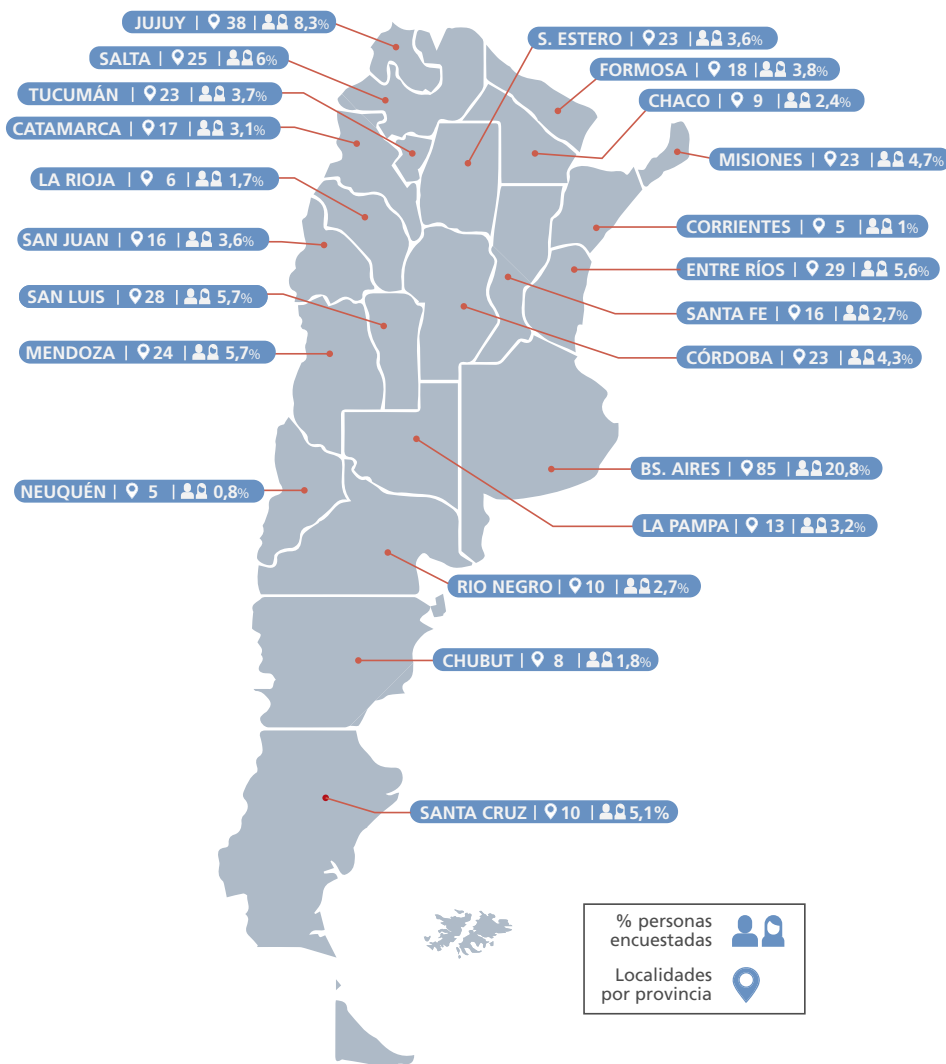 JUJUY | 38 | 8,3%
SALTA | 25 | 6%
TUCUMÁN | 23 | 3,7%
CATAMARCA | 17 | 3,1%
LA RIOJA | 6 | 1,7%
SAN JUAN | 16 | 3,6%
SAN LUIS | 28 | 5,7%
MENDOZA | 24 | 5,7%
NEUQUÉN | 5 | 0,8%
S. ESTERO | 23 | 3,6%
FORMOSA | 18 | 3,8%
CHACO | 9 | 2,4%
MISIONES | 23 | 4,7%
CORRIENTES | 5 | 1%
ENTRE RÍOS | 29 | 5,6%
SANTA FE | 16 | 2,7%
CÓRDOBA | 23 | 4,3%
BS. AIRES | 85 | 20,8%
LA PAMPA | 13 | 3,2%
RIO NEGRO | 10 | 2,7%
CHUBUT | 8 | 1,8%
SANTA CRUZ | 10 | 5,1%
% personas
encuestadas
Localidades
por provincia